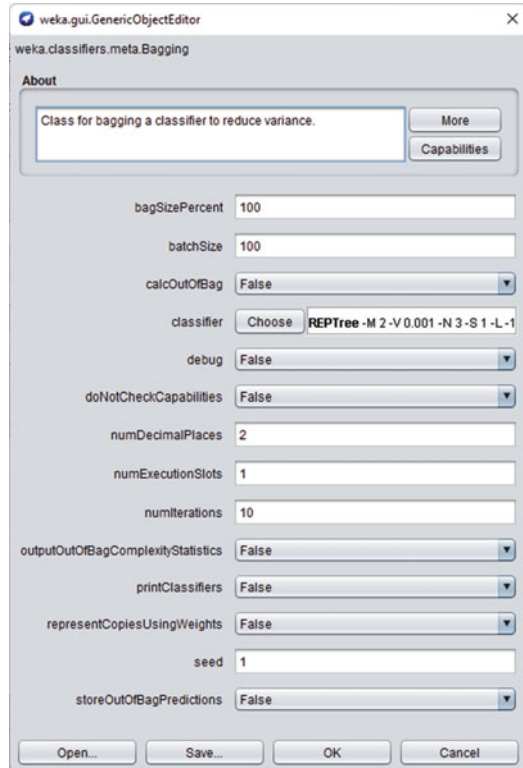 weka.gui.GenericObjectEditor
weka.classifiers.meta.Bagging
About
Class for bagging a classifier to reduce variance.
More
Capabilities
bagSizePercent 100
batchSize 100
calcOutOfBag False
classifier Choose REPTree -M 2 -V 0.001 -N 3 -S 1 -L -1
debug False
doNotCheckCapabilities False
numDecimalPlaces 2
numExecutionSlots 1
numIterations 10
outputOutOfBagComplexityStatistics False
printClassifiers False
representCopiesUsingWeights False
seed 1
storeOutOfBagPredictions False
Open... Save... OK Cancel